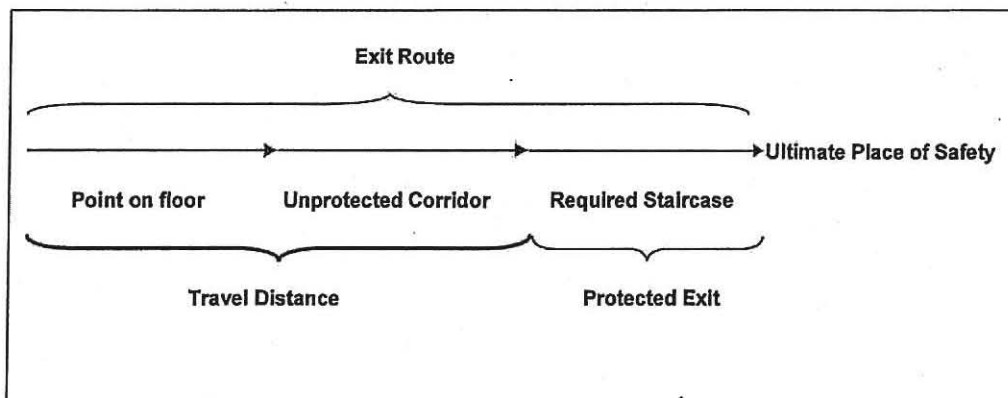 Exit Route
Ultimate Place of Safety
Point on floor Unprotected Corridor Required Staircase
Travel Distance Protected Exit